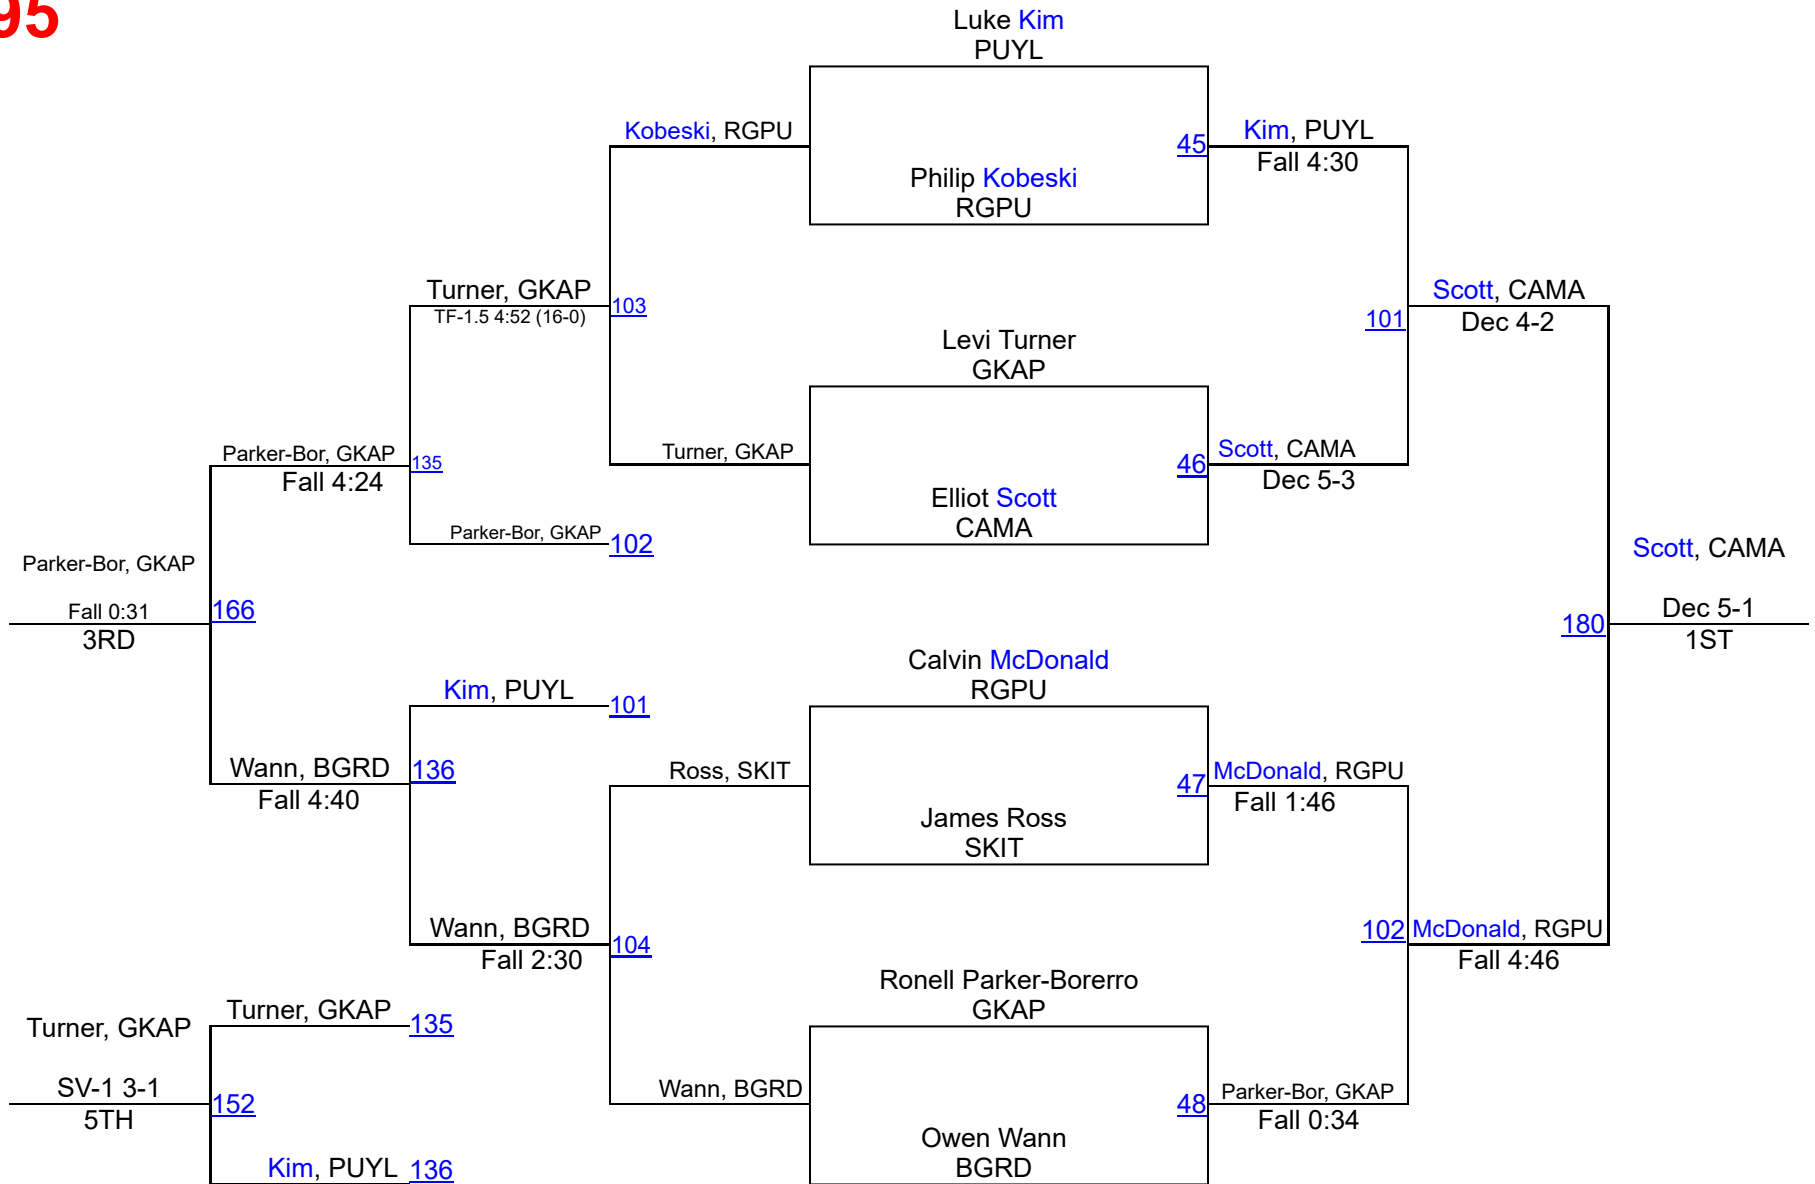 95
Luke Kim
PUYL
Kobeski, RGPU
45
Kim, PUYL
Fall 4:30
Philip Kobeski
RGPU
Turner, GKAP
TF-1.5 4:52 (16-0)
103
Scott, CAMA
Dec 4-2
101
Levi Turner
GKAP
Parker-Bor, GKAP
Fall 4:24
135
Turner, GKAP
46
Scott, CAMA
Dec 5-3
Elliot Scott
CAMA
Parker-Bor, GKAP
102
Parker-Bor, GKAP
Fall 0:31
3RD
166
Scott, CAMA
Dec 5-1
1ST
180
Calvin McDonald
RGPU
Kim, PUYL
101
Wann, BGRD
Fall 4:40
136
Ross, SKIT
47
McDonald, RGPU
Fall 1:46
James Ross
SKIT
Wann, BGRD
Fall 2:30
104
102
McDonald, RGPU
Fall 4:46
Ronell Parker-Borerro
GKAP
Turner, GKAP
Turner, GKAP
135
SV-1 3-1
5TH
152
Wann, BGRD
48
Parker-Bor, GKAP
Fall 0:34
Owen Wann
BGRD
Kim, PUYL
136